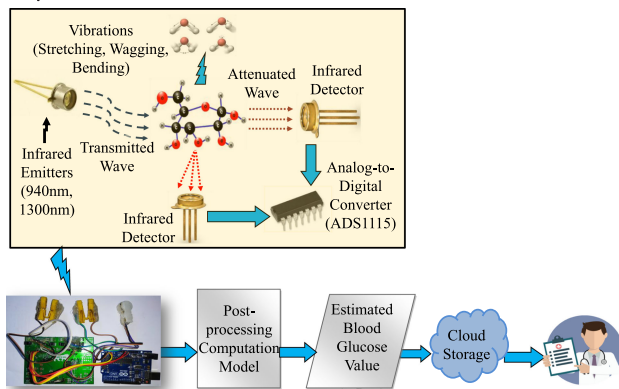 Vibrations
(Stretching, Wagging,
Bending)
Attenuated
Wave
Infrared
Detector
Transmitted
Wave
Infrared
Emitters
(940nm,
1300nm)
Infrared
Detector
Analog-to-
Digital
Converter
(ADS1115)
Post-
processing
Computation
Model
Estimated
Blood
Glucose
Value
Cloud
Storage